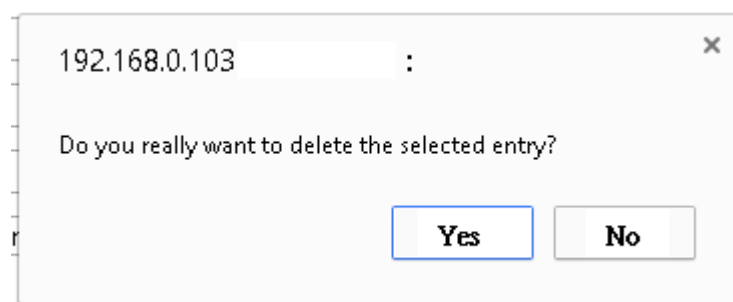 192.168.0.103 :
Do you really want to delete the selected entry?
Yes No